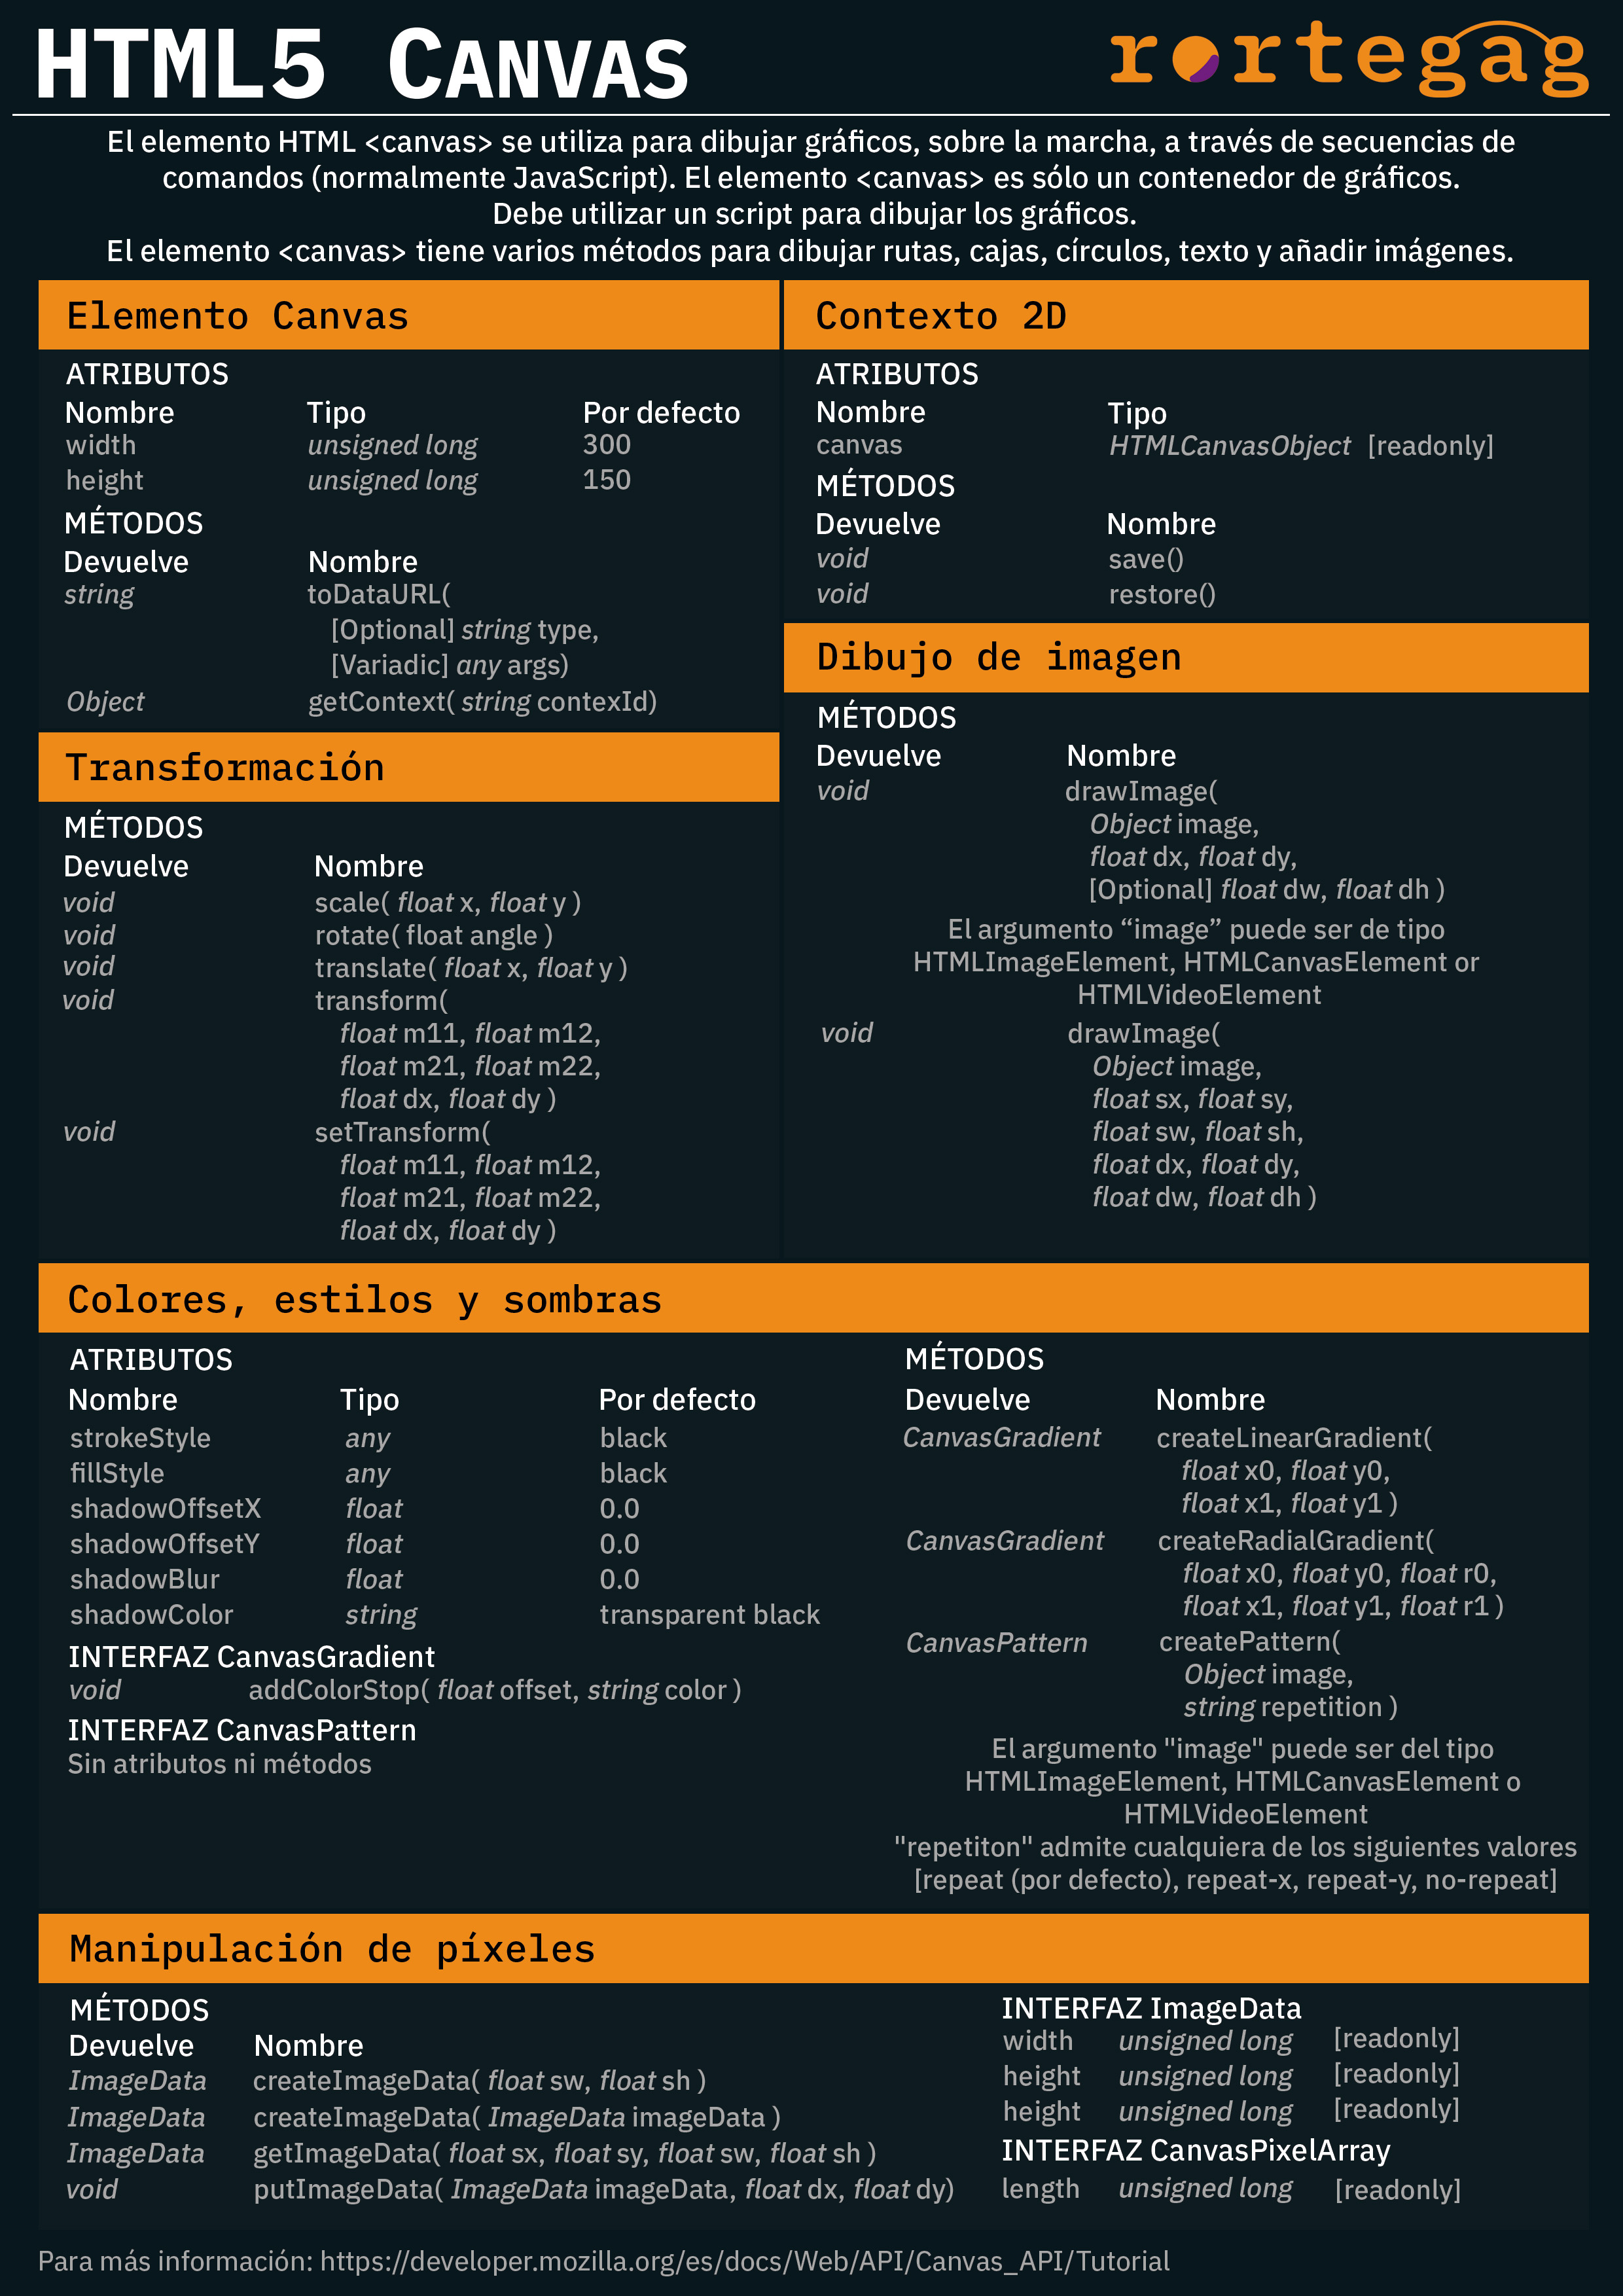 HTML5 CANVAS
rortegag
El elemento HTML <canvas> se utiliza para dibujar gráficos, sobre la marcha, a través de secuencias de
comandos (normalmente JavaScript). El elemento <canvas> es sólo un contenedor de gráficos.
Debe utilizar un script para dibujar los gráficos.
El elemento <canvas> tiene varios métodos para dibujar rutas, cajas, círculos, texto y añadir imágenes.
Elemento Canvas
ATRIBUTOS
Nombre Tipo Por defecto
width unsigned long 300
height unsigned long 150
MÉTODOS
Devuelve Nombre
string toDataURL(
[Optional] string type,
[Variadic] any args)
Object getContext( string contexId)
Transformación
MÉTODOS
Devuelve Nombre
void scale( float x, float y )
void rotate( float angle )
void translate( float x, float y )
void transform(
float m11, float m12,
float m21, float m22,
float dx, float dy )
void setTransform(
float m11, float m12,
float m21, float m22,
float dx, float dy )
Contexto 2D
ATRIBUTOS
Nombre Tipo
canvas HTMLCanvasObject [readonly]
MÉTODOS
Devuelve Nombre
void save()
void restore()
Dibujo de imagen
MÉTODOS
Devuelve Nombre
void drawImage(
Object image,
float dx, float dy,
[Optional] float dw, float dh )
El argumento “image” puede ser de tipo
HTMLImageElement, HTMLCanvasElement or
HTMLVideoElement
void drawImage(
Object image,
float sx, float sy,
float sw, float sh,
float dx, float dy,
float dw, float dh )
Colores, estilos y sombras
ATRIBUTOS
Nombre Tipo Por defecto
strokeStyle any black
fillStyle any black
shadowOffsetX float 0.0
shadowOffsetY float 0.0
shadowBlur float 0.0
shadowColor string transparent black
INTERFAZ CanvasGradient
void addColorStop( float offset, string color )
INTERFAZ CanvasPattern
Sin atributos ni métodos
MÉTODOS
Devuelve Nombre
CanvasGradient createLinearGradient(
float x0, float y0,
float x1, float y1 )
CanvasGradient createRadialGradient(
float x0, float y0, float r0,
float x1, float y1, float r1 )
CanvasPattern createPattern(
Object image,
string repetition )
El argumento "image" puede ser del tipo
HTMLImageElement, HTMLCanvasElement o
HTMLVideoElement
"repetiton" admite cualquiera de los siguientes valores
[repeat (por defecto), repeat-x, repeat-y, no-repeat]
Manipulación de píxeles
MÉTODOS
Devuelve Nombre
ImageData createImageData( float sw, float sh )
ImageData createImageData( ImageData imageData )
ImageData getImageData( float sx, float sy, float sw, float sh )
void putImageData( ImageData imageData, float dx, float dy)
INTERFAZ ImageData
width unsigned long [readonly]
height unsigned long [readonly]
height unsigned long [readonly]
INTERFAZ CanvasPixelArray
length unsigned long [readonly]
Para más información: https://developer.mozilla.org/es/docs/Web/API/Canvas_API/Tutorial